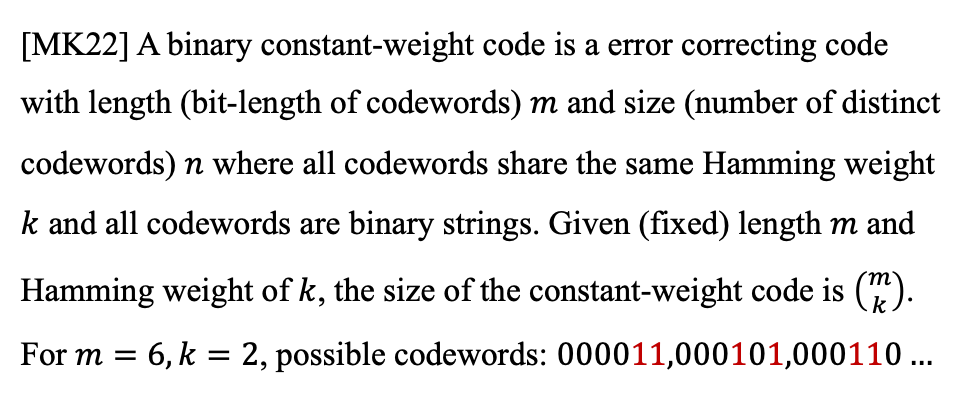 [MK22] A binary constant-weight code is a error correcting code
with length (bit-length of codewords) m and size (number of distinct
codewords) n where all codewords share the same Hamming weight
k and all codewords are binary strings. Given (fixed) length m and
Hamming weight of k, the size of the constant-weight code is (m k).
For m = 6, k = 2, possible codewords: 000011,000101,000110 ...